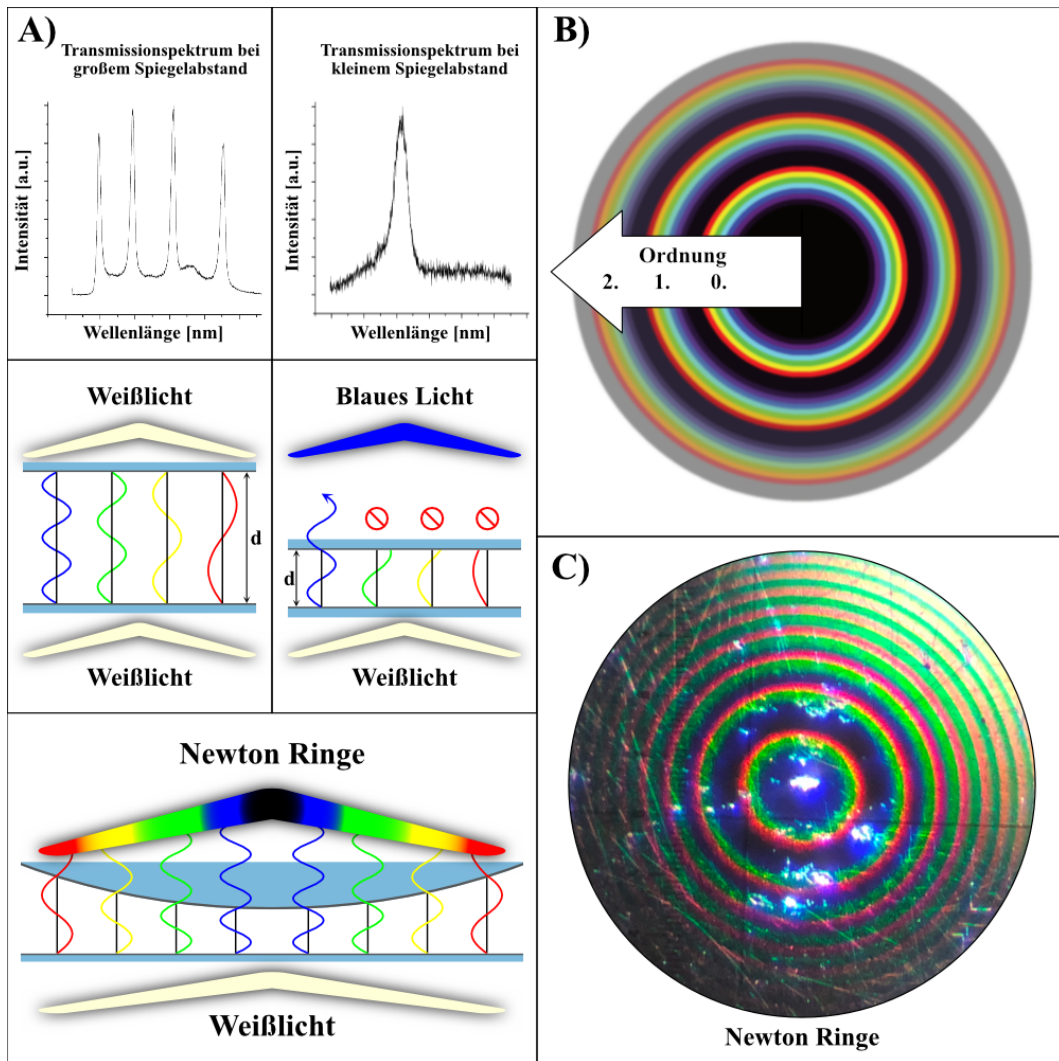 A)
Transmissionspektrum bei
großem Spiegelabstand
Intensität [a.u.]
Wellenlänge [nm]
Transmissionspektrum bei
kleinem Spiegelabstand
Intensität [a.u.]
Wellenlänge [nm]
Weißlicht
d
Weißlicht
Blaues Licht
d
Weißlicht
Newton Ringe
Weißlicht
B)
Ordnung
2. 1. 0.
C)
Newton Ringe